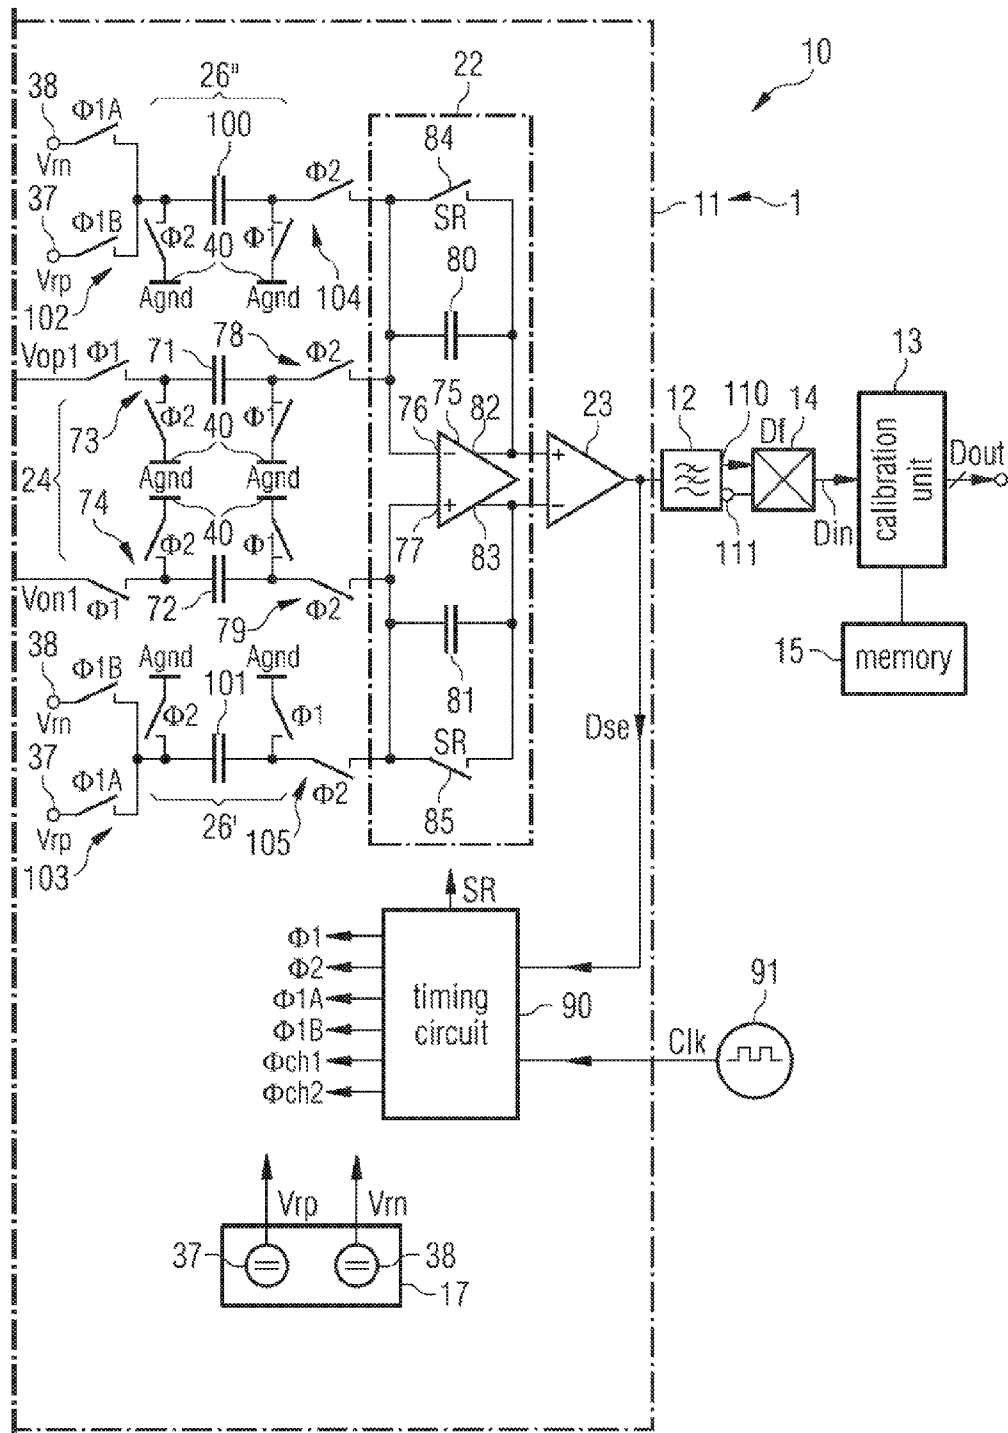 10
26"
22
38
Φ1A
100
84
Φ2
Vrn
37
11
1
SR
Φ1B
Φ2
40
Φ1
80
Vrp
Agnd
Agnd
104
102
78
Vop1
Φ1
71
Φ2
13
75
76
82
23
12
110
14
73
Φ2
40
Φ1
Df
calibration
unit
Dout
24
Agnd
Agnd
74
40
77
83
111
Din
Φ2
Φ1
Von1
Φ1
72
79
Φ2
38
Agnd
Agnd
15
memory
Φ1B
101
81
Vrn
Φ2
Φ1
Dse
37
SR
Φ1A
Φ2
26'
85
Vrp
105
103
SR
Φ1
Φ2
timing
circuit
90
91
Φ1A
Φ1B
Clk
Φch1
Φch2
Vrp
Vrn
37
38
17